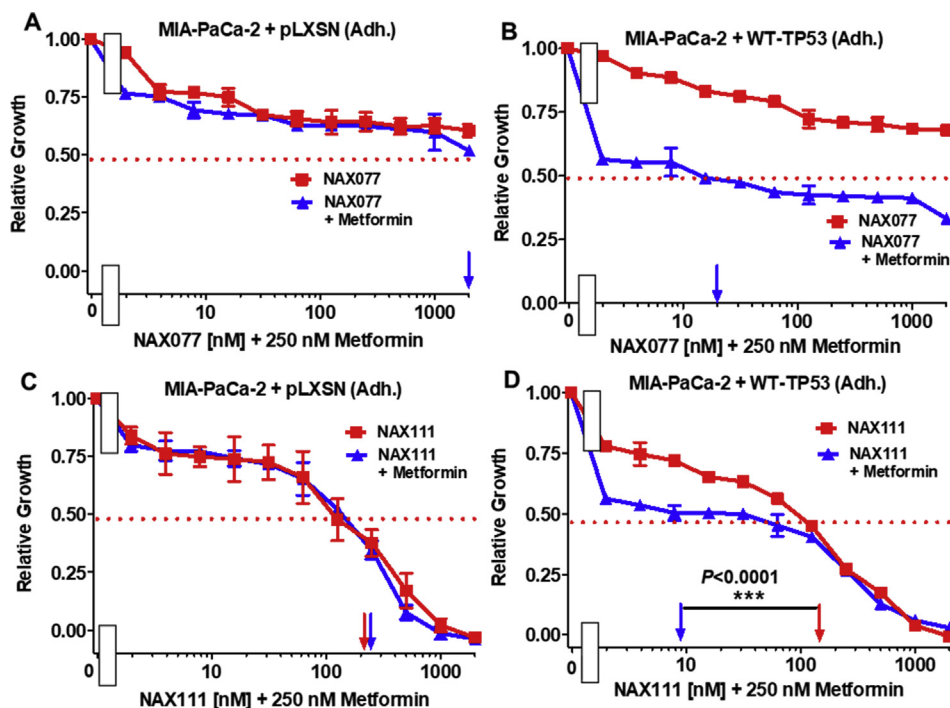 A
MIA-PaCa-2 + pLXSN (Adh.)
Relative Growth
1.00
0.75
0.50
0.25
0.00
NAX077
NAX077
+ Metformin
0 10 100 1000
NAX077 [nM] + 250 nM Metformin
B
MIA-PaCa-2 + WT-TP53 (Adh.)
Relative Growth
1.00
0.75
0.50
0.25
0.00
NAX077
NAX077
+ Metformin
0 10 100 1000
NAX077 [nM] + 250 nM Metformin
C
MIA-PaCa-2 + pLXSN (Adh.)
Relative Growth
1.00
0.75
0.50
0.25
0.00
NAX111
NAX111
+ Metformin
0 10 100 1000
NAX111 [nM] + 250 nM Metformin
D
MIA-PaCa-2 + WT-TP53 (Adh.)
Relative Growth
1.00
0.75
0.50
0.25
0.00
NAX111
NAX111
+ Metformin
P<0.0001
***
0 10 100 1000
NAX111 [nM] + 250 nM Metformin